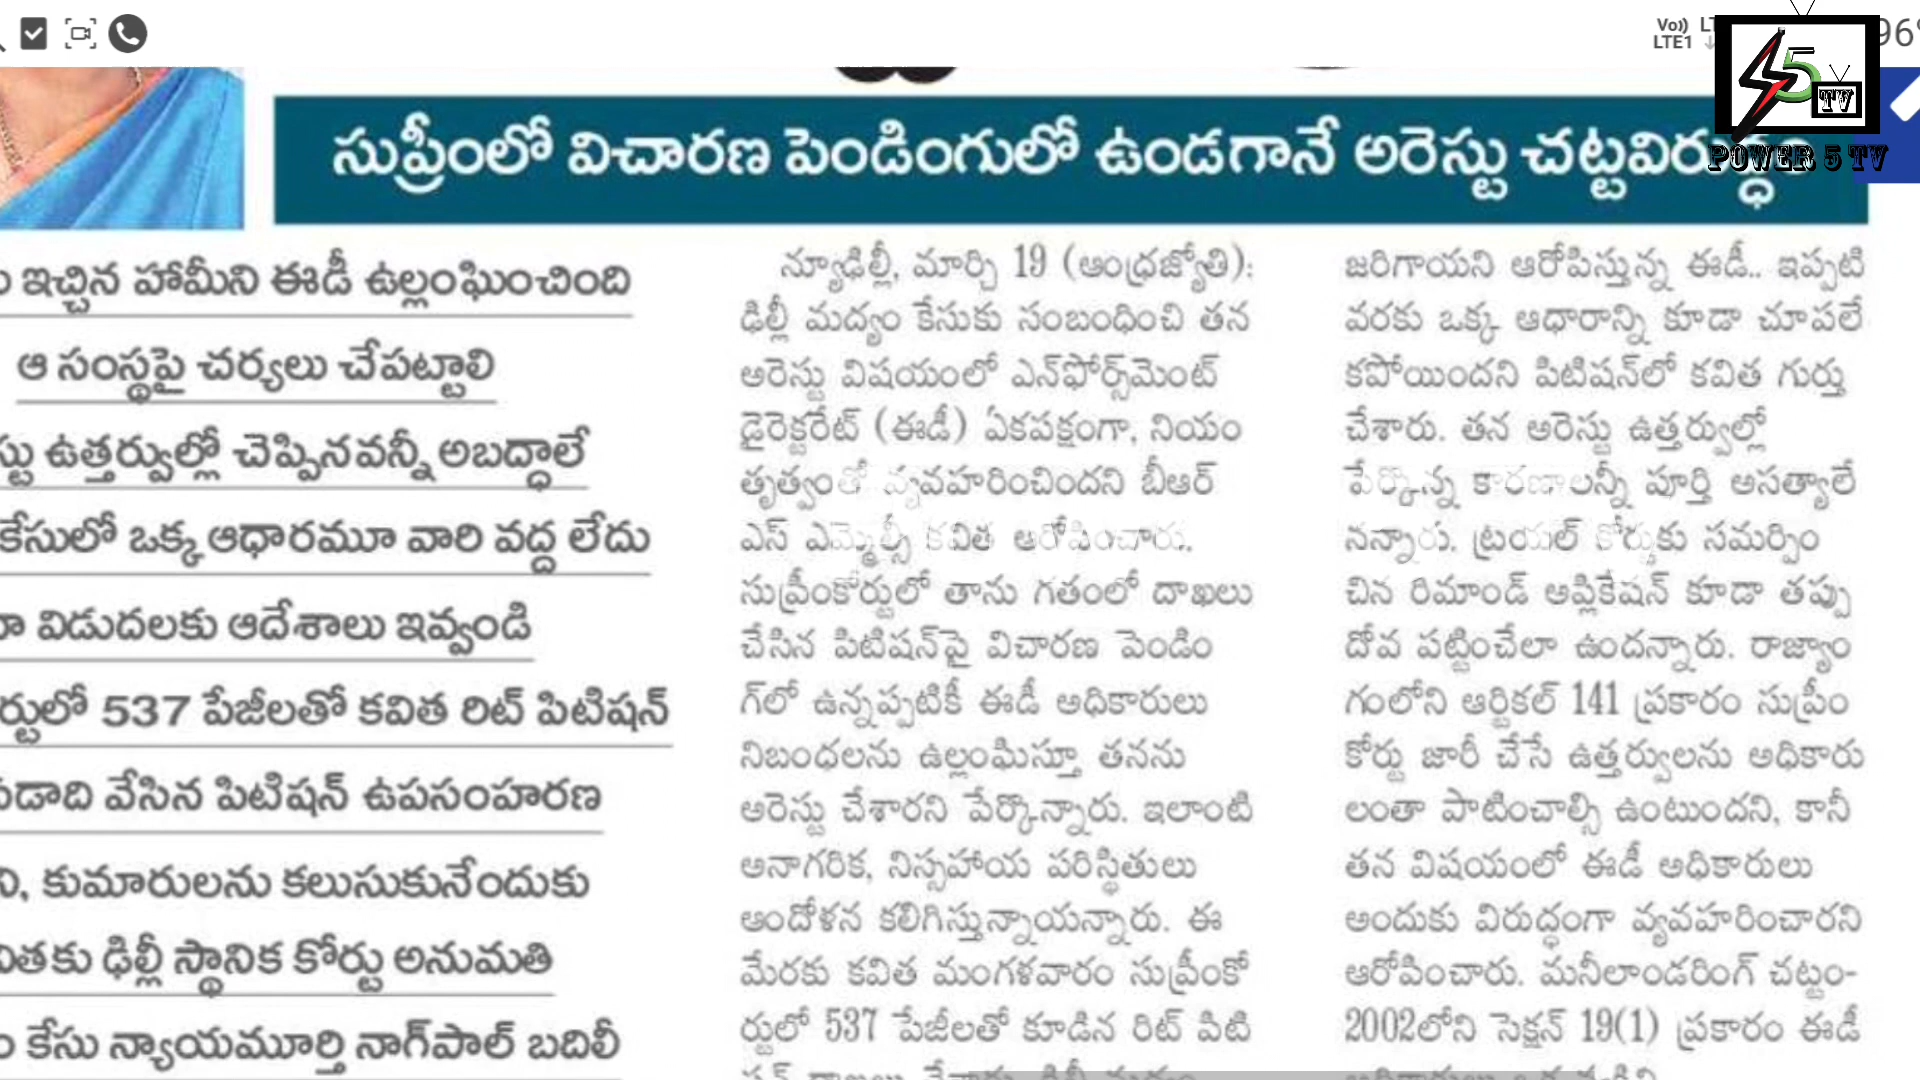 Vo))
LTE1
TV
POWER 5 TV
సుప్రీంలో విచారణ పెండింగులో ఉండగానే అరెస్టు చట్టవిరుద్ధం
ఇచ్చిన హామీని ఈడీ ఉల్లంఘించింది
ఆ సంస్థపై చర్యలు చేపట్టాలి
ఉత్తర్వుల్లో చెప్పినవన్నీ అబద్ధాలే
కేసులో ఒక్క ఆధారమూ వారి వద్ద లేదు
విడుదలకు ఆదేశాలు ఇవ్వండి
537 పేజీలతో కవిత రిట్ పిటిషన్
వేసిన పిటిషన్ ఉపసంహరణ
కుమారులను కలుసుకునేందుకు
ఢిల్లీ స్థానిక కోర్టు అనుమతి
కేసు న్యాయమూర్తి నాగ్‌పాల్ బదిలీ
న్యూఢిల్లీ, మార్చి 19 (ఆంధ్రజ్యోతి):
ఢిల్లీ మద్యం కేసుకు సంబంధించి తన
అరెస్టు విషయంలో ఎన్‌ఫోర్స్‌మెంట్
డైరెక్టరేట్ (ఈడీ) ఏకపక్షంగా, నియం
తృత్వంతో వ్యవహరించిందని బీఆర్
ఎస్ ఎమ్మెల్సీ కవిత ఆరోపించారు.
సుప్రీంకోర్టులో తాను గతంలో దాఖలు
చేసిన పిటిషన్‌పై విచారణ పెండిం
గ్‌లో ఉన్నప్పటికీ ఈడీ అధికారులు
నిబంధలను ఉల్లంఘిస్తూ తనను
అరెస్టు చేశారని పేర్కొన్నారు. ఇలాంటి
అనాగరిక, నిస్సహాయ పరిస్థితులు
ఆందోళన కలిగిస్తున్నాయన్నారు. ఈ
మేరకు కవిత మంగళవారం సుప్రీంకో
ర్టులో 537 పేజీలతో కూడిన రిట్ పిటి
జరిగాయని ఆరోపిస్తున్న ఈడీ.. ఇప్పటి
వరకు ఒక్క ఆధారాన్ని కూడా చూపలే
కపోయిందని పిటిషన్‌లో కవిత గుర్తు
చేశారు. తన అరెస్టు ఉత్తర్వుల్లో
పేర్కొన్న కారణాలన్నీ పూర్తి అసత్యాలే
నన్నారు. ట్రయల్ కోర్టుకు సమర్పిం
చిన రిమాండ్ అప్లికేషన్ కూడా తప్పు
దోవ పట్టించేలా ఉందన్నారు. రాజ్యాం
గంలోని ఆర్టికల్ 141 ప్రకారం సుప్రీం
కోర్టు జారీ చేసే ఉత్తర్వులను అధికారు
లంతా పాటించాల్సి ఉంటుందని, కానీ
తన విషయంలో ఈడీ అధికారులు
అందుకు విరుద్ధంగా వ్యవహరించారని
ఆరోపించారు. మనీలాండరింగ్ చట్టం-
2002లోని సెక్షన్ 19(1) ప్రకారం ఈడీ